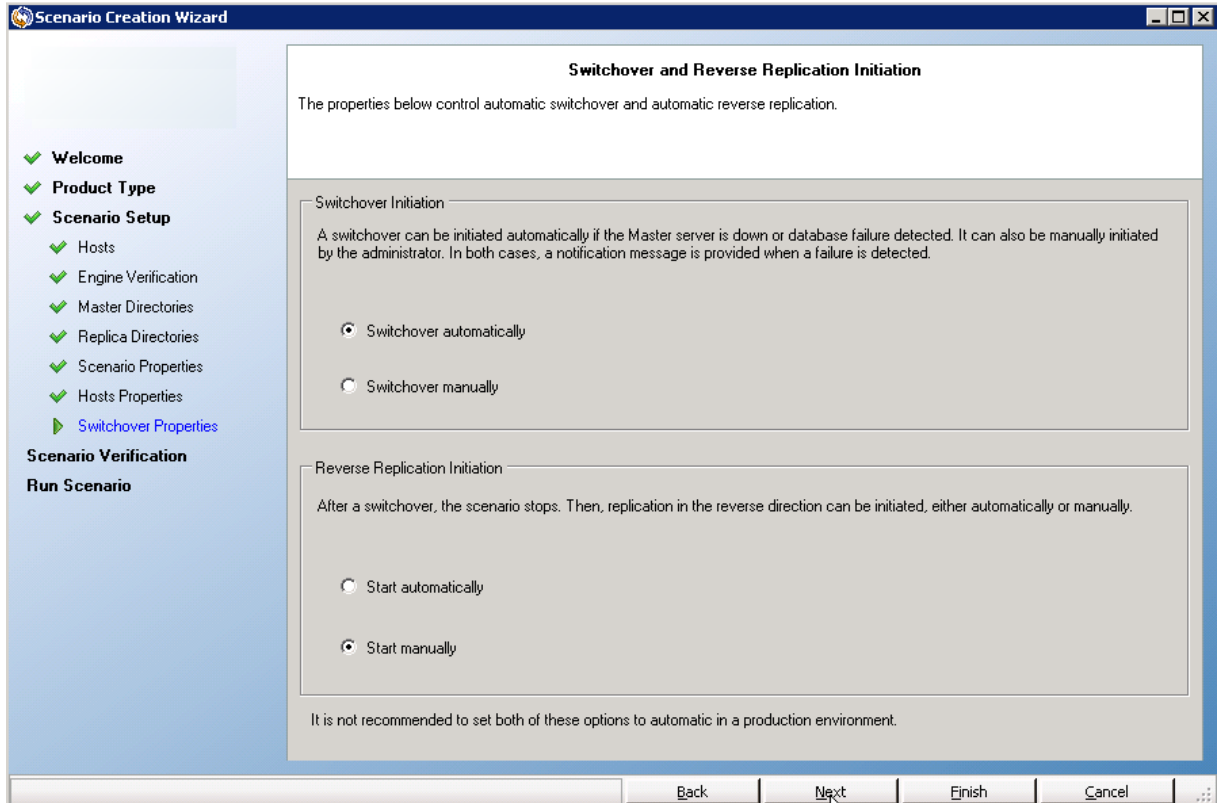 Scenario Creation Wizard
Switchover and Reverse Replication Initiation
The properties below control automatic switchover and automatic reverse replication.
Welcome
Product Type
Scenario Setup
Hosts
Engine Verification
Master Directories
Replica Directories
Scenario Properties
Hosts Properties
Switchover Properties
Scenario Verification
Run Scenario
Switchover Initiation
A switchover can be initiated automatically if the Master server is down or database failure detected. It can also be manually initiated
by the administrator. In both cases, a notification message is provided when a failure is detected.
Switchover automatically
Switchover manually
Reverse Replication Initiation
After a switchover, the scenario stops. Then, replication in the reverse direction can be initiated, either automatically or manually.
Start automatically
Start manually
It is not recommended to set both of these options to automatic in a production environment.
Back
Next
Finish
Cancel